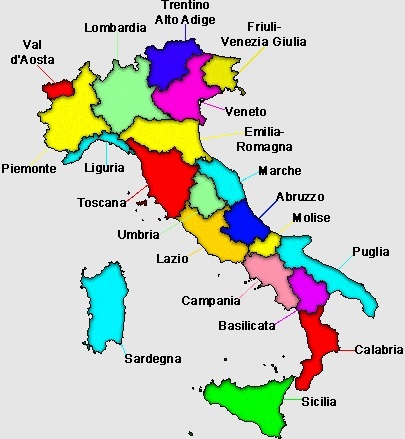 Trentino
Alto Adige
Friuli-
Venezia Giulia
Lombardia
Val
d'Aosta
Veneto
Emilia-
Romagna
Piemonte
Liguria
Marche
Toscana
Abruzzo
Molise
Umbria
Puglia
Lazio
Campania
Basilicata
Calabria
Sardegna
Sicilia